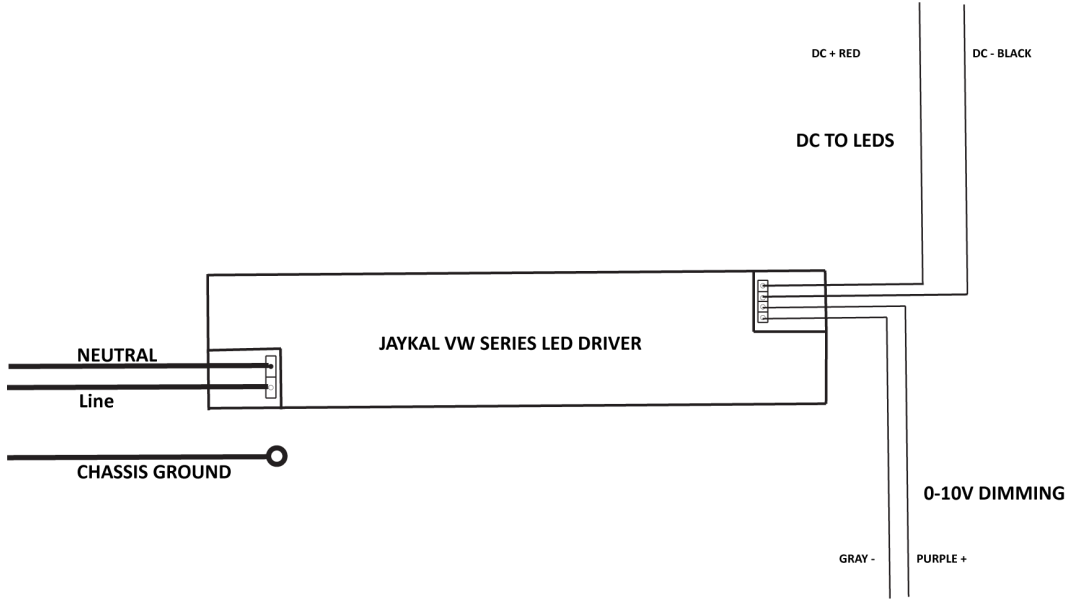 DC + RED
DC - BLACK
DC TO LEDS
JAYKAL VW SERIES LED DRIVER
NEUTRAL
Line
CHASSIS GROUND
0-10V DIMMING
GRAY -
PURPLE +